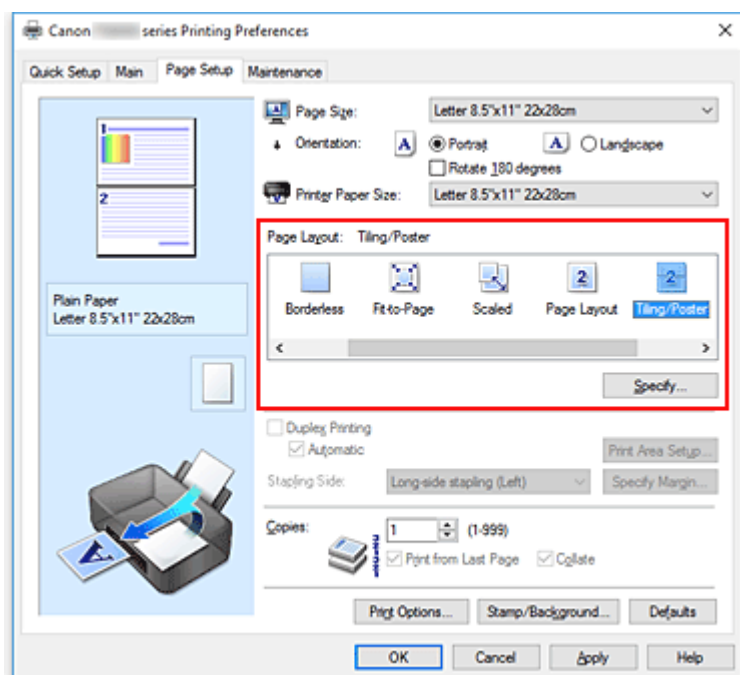 Canon series Printing Preferences
Quick Setup Main Page Setup Maintenance
1
2
Plain Paper
Letter 8.5"x11" 22x28cm
Page Size: Letter 8.5"x11" 22x28cm
Orientation: A Portrait A Landscape
Rotate 180 degrees
Printer Paper Size: Letter 8.5"x11" 22x28cm
Page Layout: Tiling/Poster
2 2
Borderless Fit-to-Page Scaled Page Layout Tiling/Poster
Specify...
Duplex Printing
Automatic Print Area Setup...
Stapling Side: Long-side stapling (Left) Specify Margin...
Copies: 1 (1-999)
Print from Last Page Collate
A
Print Options... Stamp/Background... Defaults
OK Cancel Apply Help